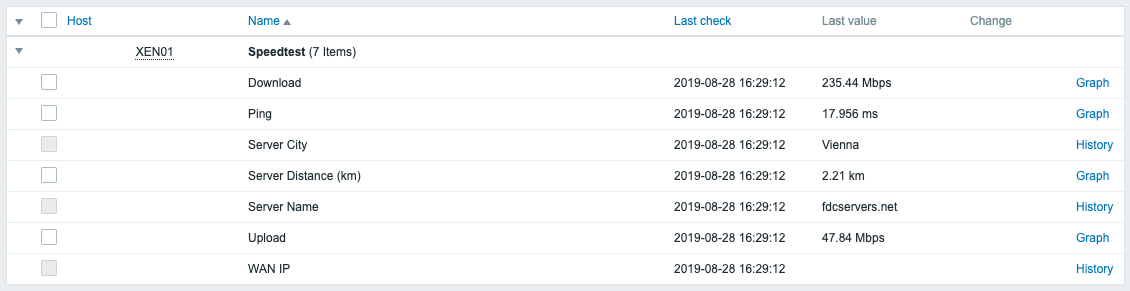 Host Name Last check Last value Change
XEN01 Speedtest (7 Items)
Download 2019-08-28 16:29:12 235.44 Mbps Graph
Ping 2019-08-28 16:29:12 17.956 ms Graph
Server City 2019-08-28 16:29:12 Vienna History
Server Distance (km) 2019-08-28 16:29:12 2.21 km Graph
Server Name 2019-08-28 16:29:12 fdcservers.net History
Upload 2019-08-28 16:29:12 47.84 Mbps Graph
WAN IP 2019-08-28 16:29:12 History